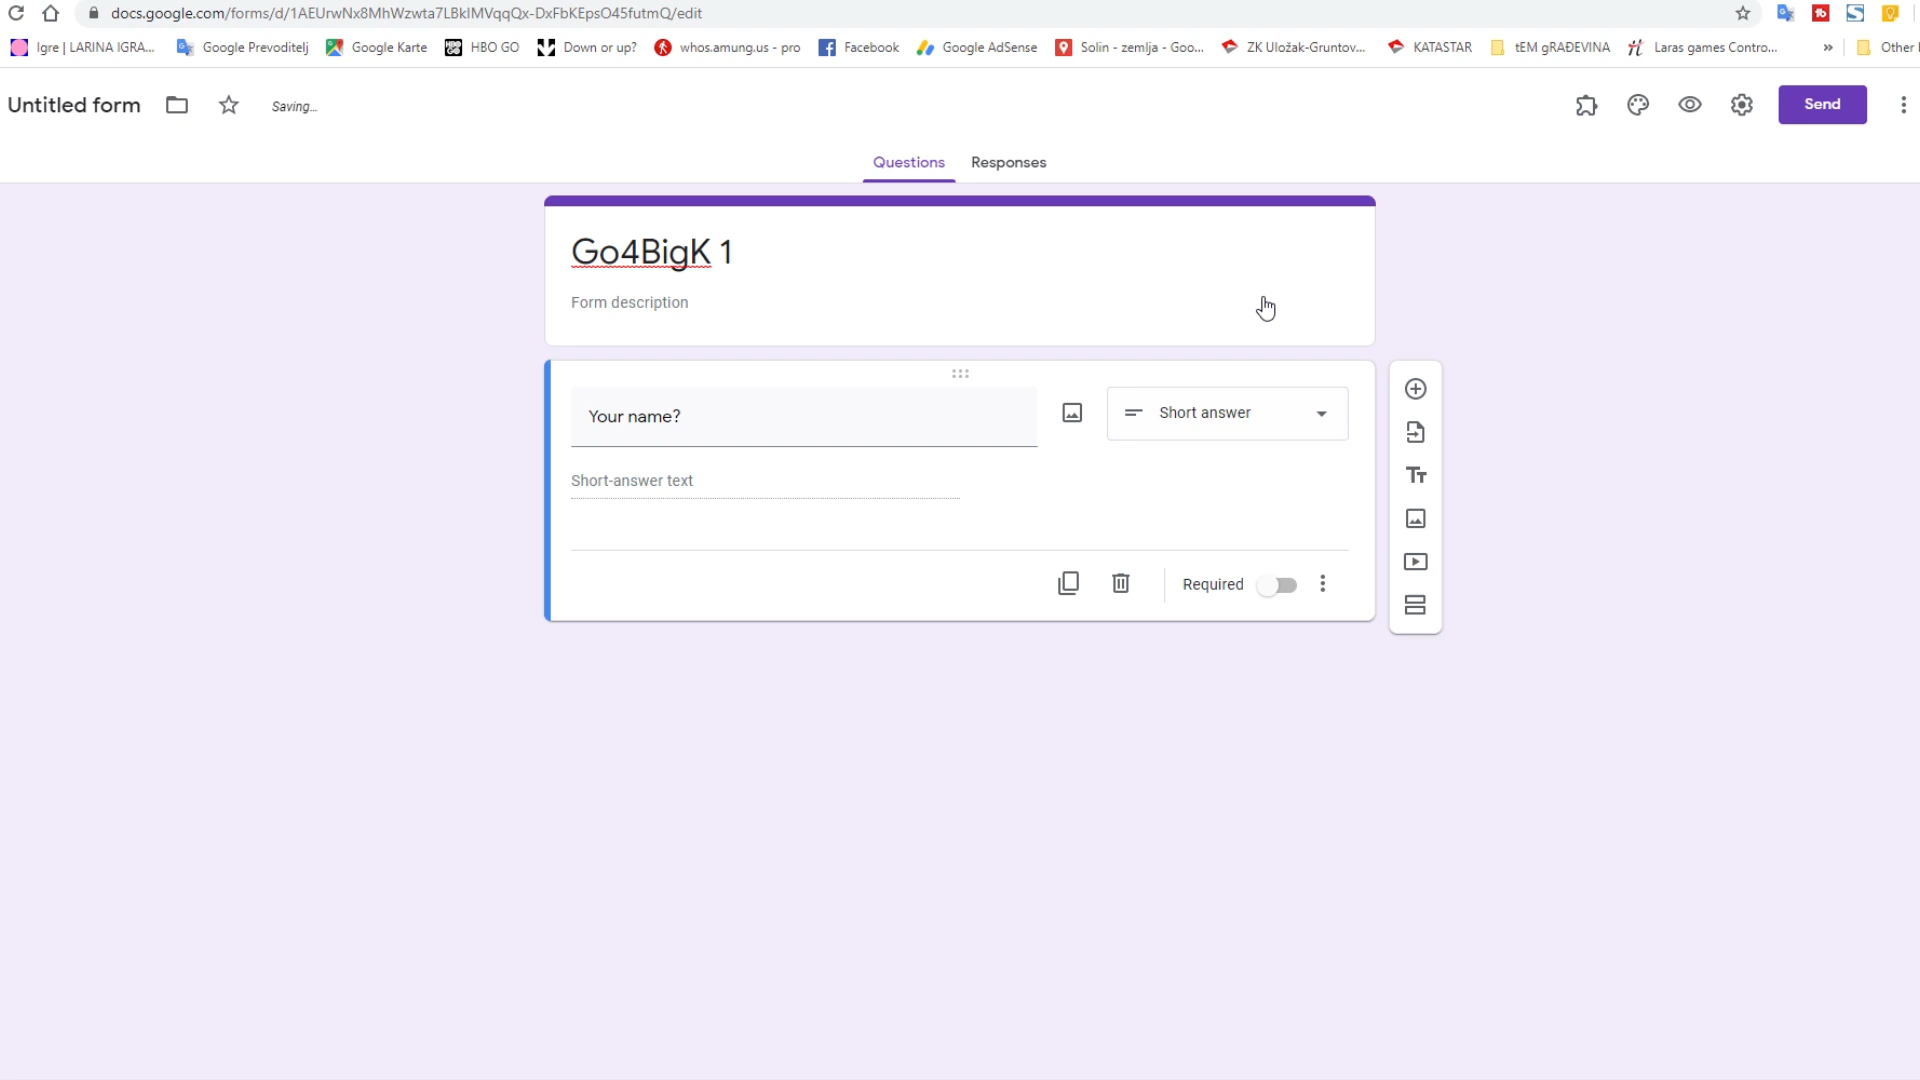 docs.google.com/forms/d/1AEUrwNx8MhWzwta7LBklMVqqQx-DxFbKEpsO45futmQ/edit
Igre | LARINA IGRA... Google Prevoditelj Google Karte HBO GO Down or up? whos.amung.us - pro Facebook Google AdSense Solin - zemlja - Goo... ZK Uložak-Gruntov... KATASTAR tEM gRAĐEVINA Laras games Contro... » Other
Untitled form Saving... Send
Questions Responses
Go4BigK 1
Form description
Your name? Short answer
Short-answer text
Required